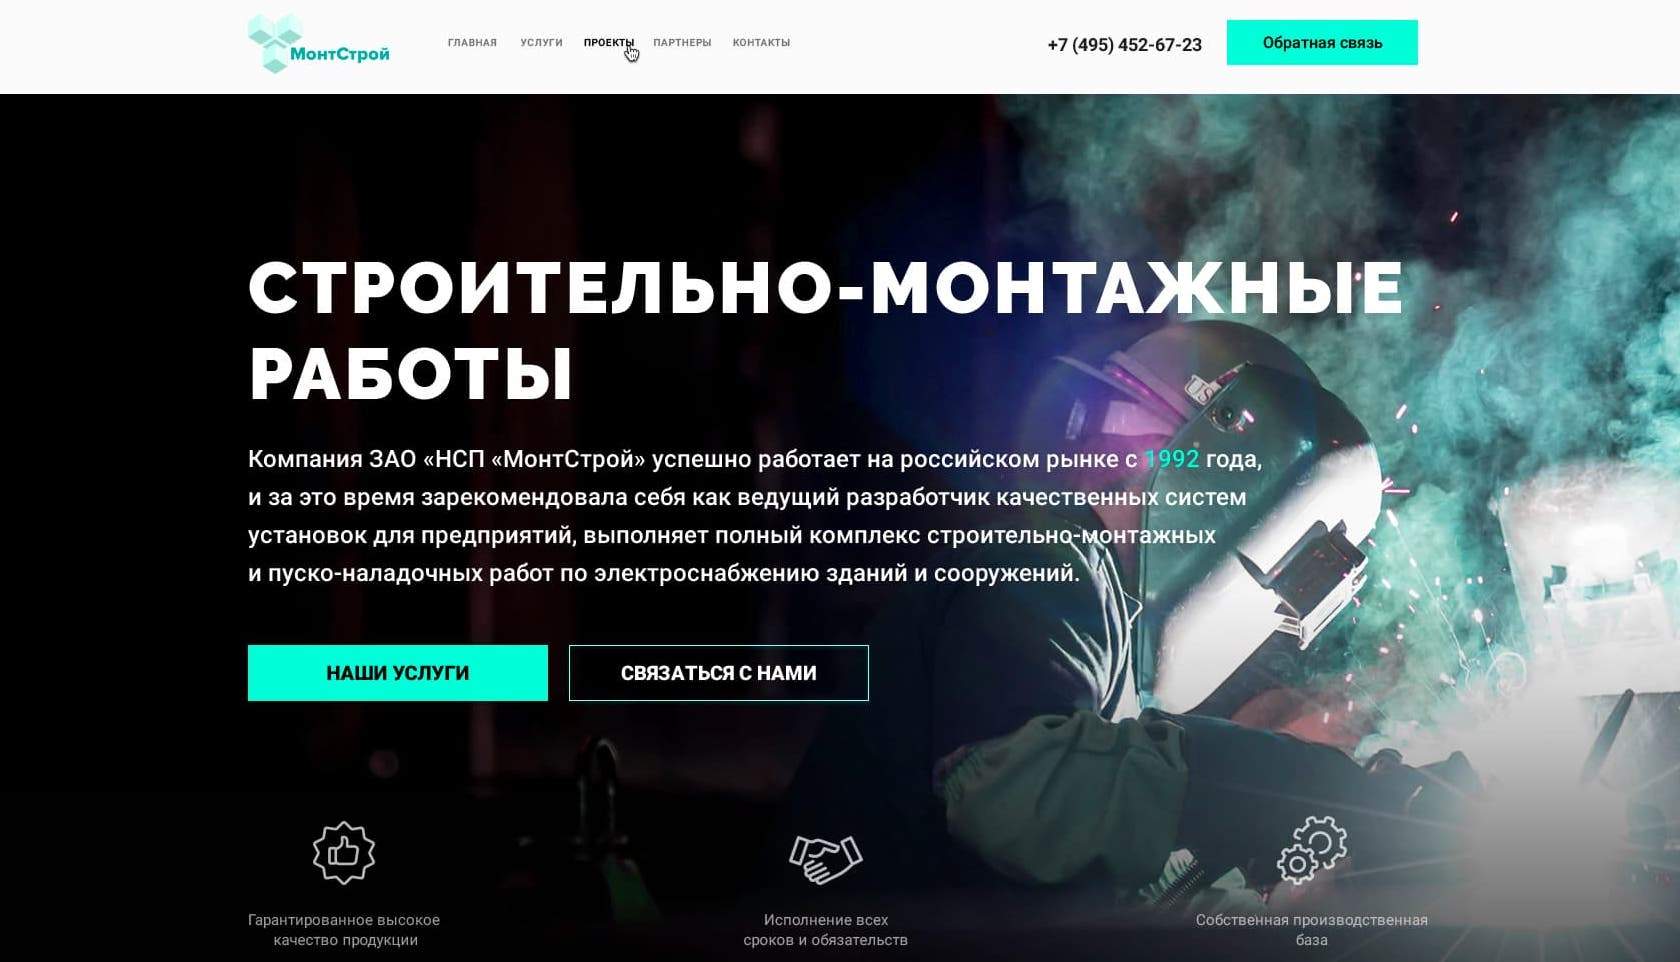 МонтСтрой
ГЛАВНАЯ УСЛУГИ ПРОЕКТЫ ПАРТНЕРЫ КОНТАКТЫ
+7 (495) 452-67-23
Обратная связь
СТРОИТЕЛЬНО-МОНТАЖНЫЕ
РАБОТЫ
Компания ЗАО «НСП «МонтСтрой» успешно работает на российском рынке с 1992 года,
и за это время зарекомендовала себя как ведущий разработчик качественных систем
установок для предприятий, выполняет полный комплекс строительно-монтажных
и пуско-наладочных работ по электроснабжению зданий и сооружений.
НАШИ УСЛУГИ
СВЯЗАТЬСЯ С НАМИ
Гарантированное высокое
качество продукции
Исполнение всех
сроков и обязательств
Собственная производственная
база